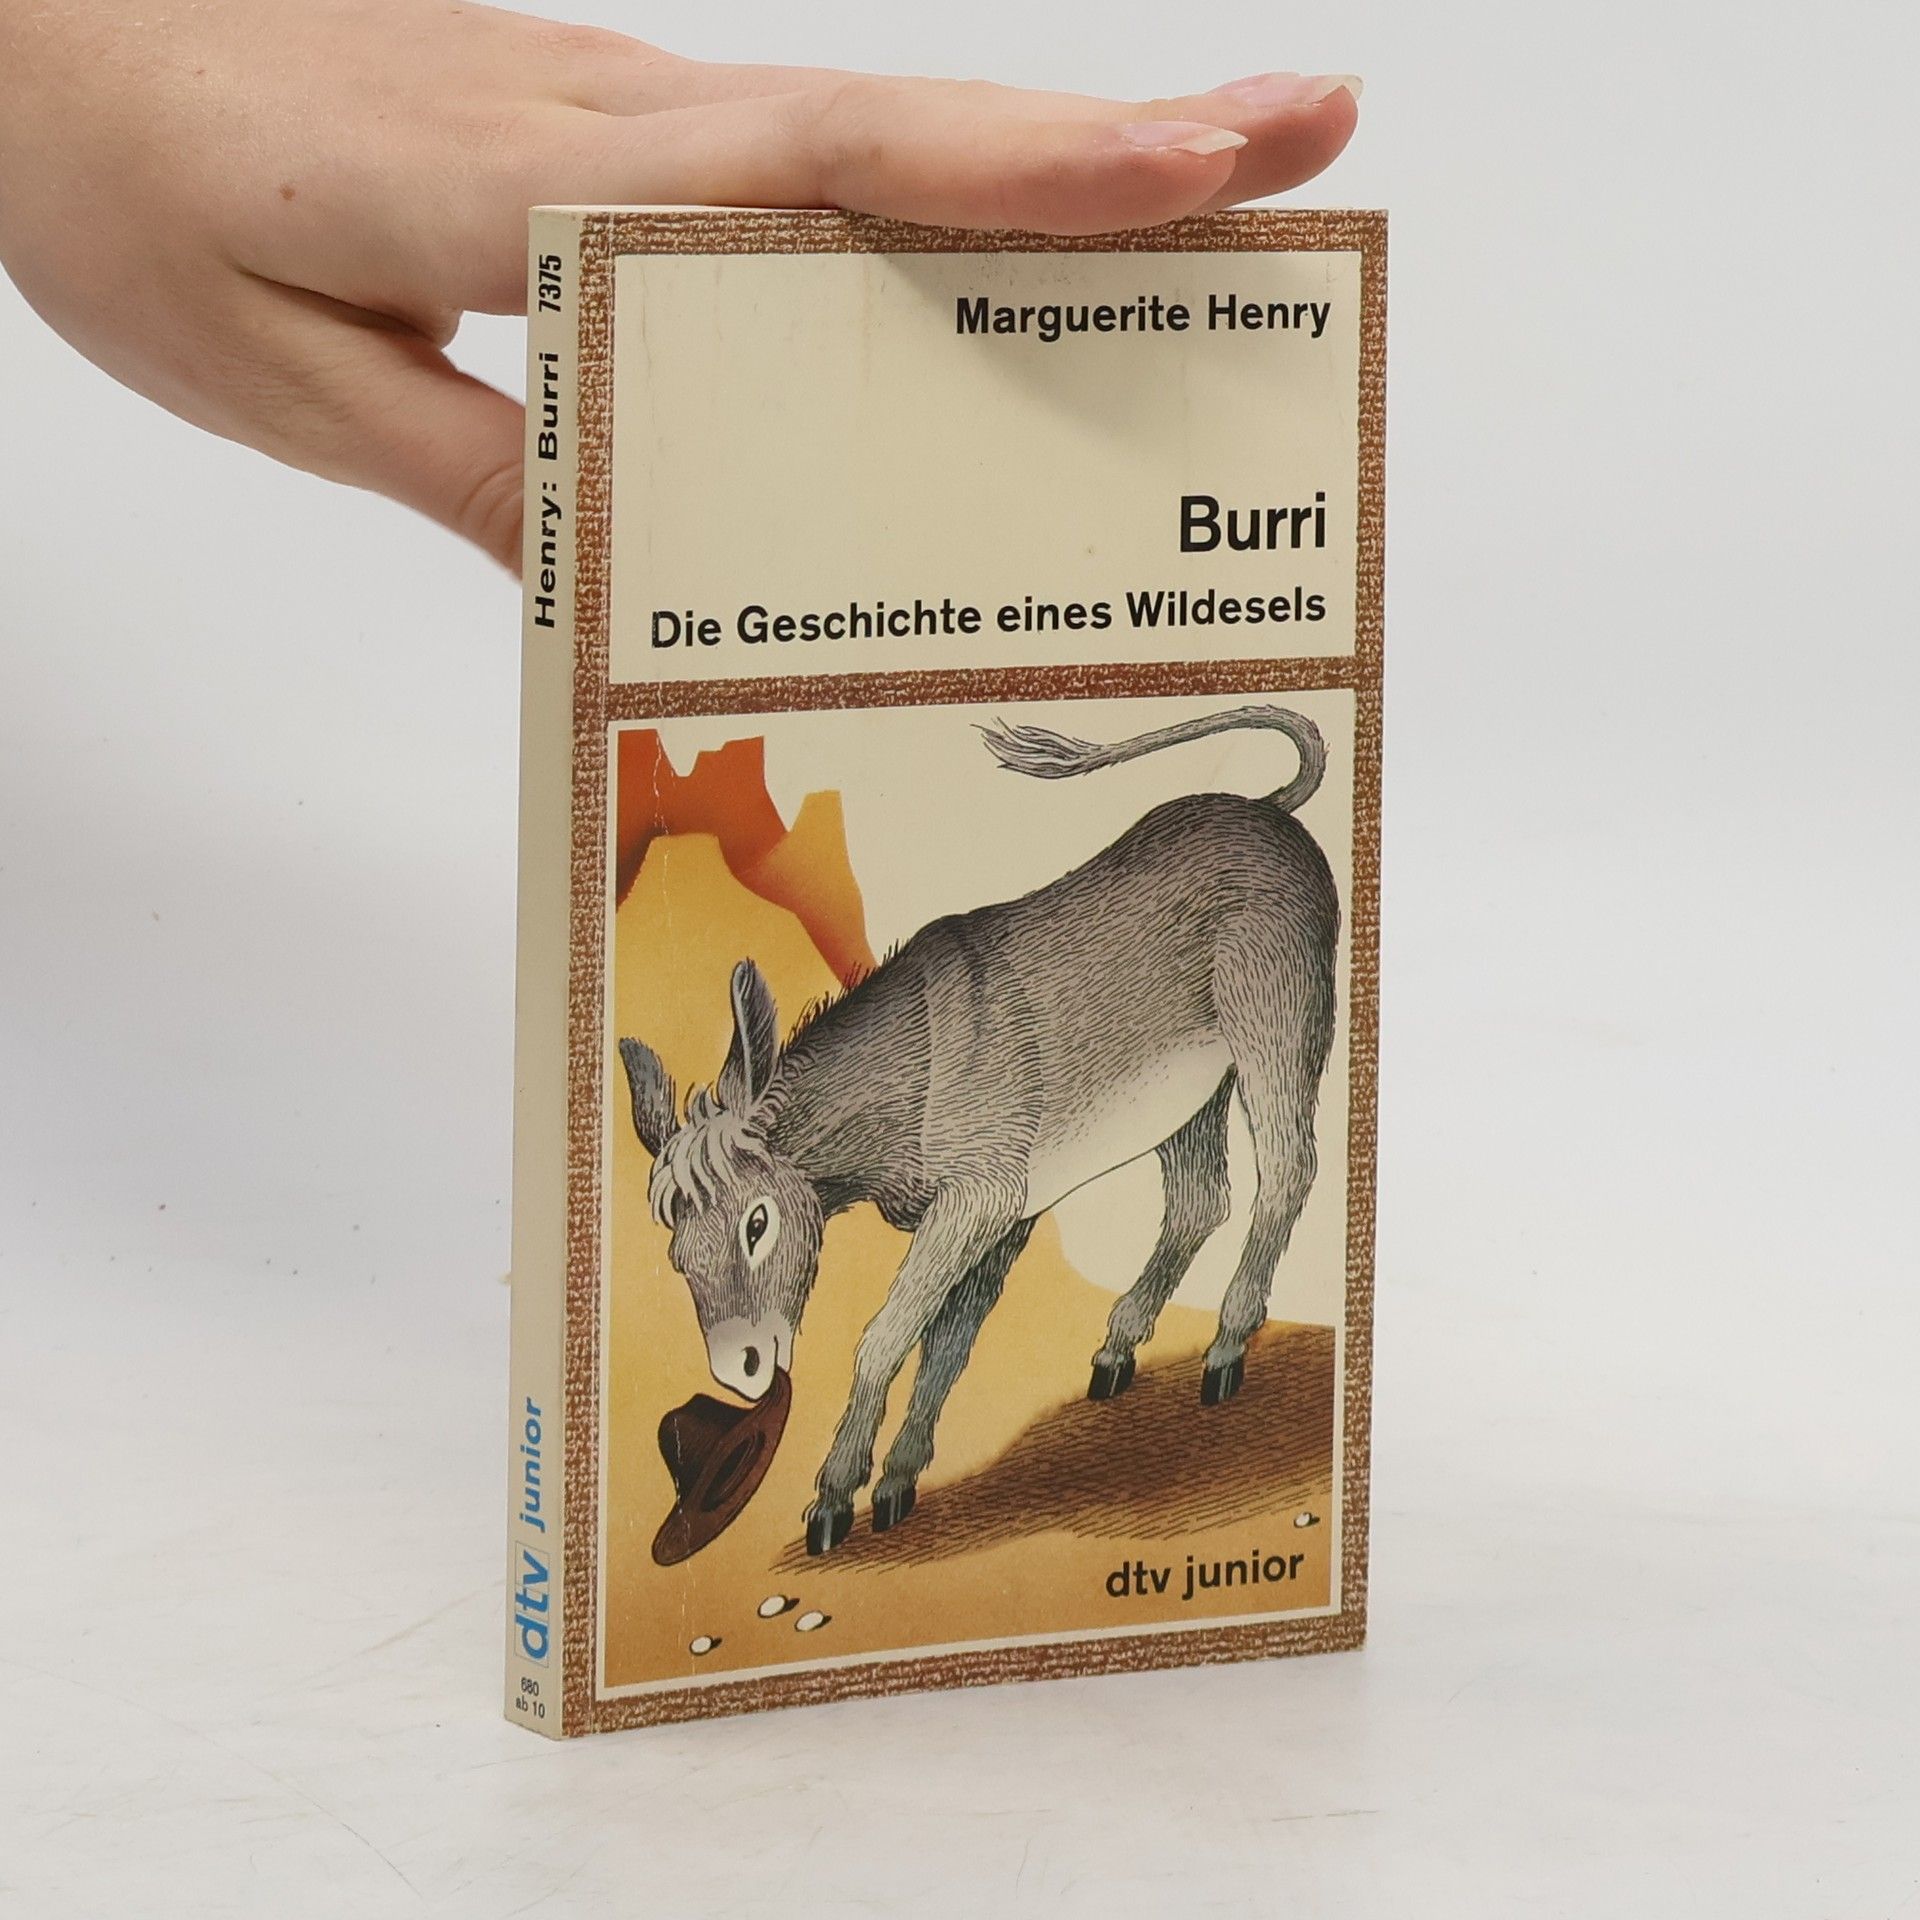 Marguerite Henry
Burri
Die Geschichte eines Wildesels
dtv junior
Henry: Burri 7375
dtv junior
680
ab 10